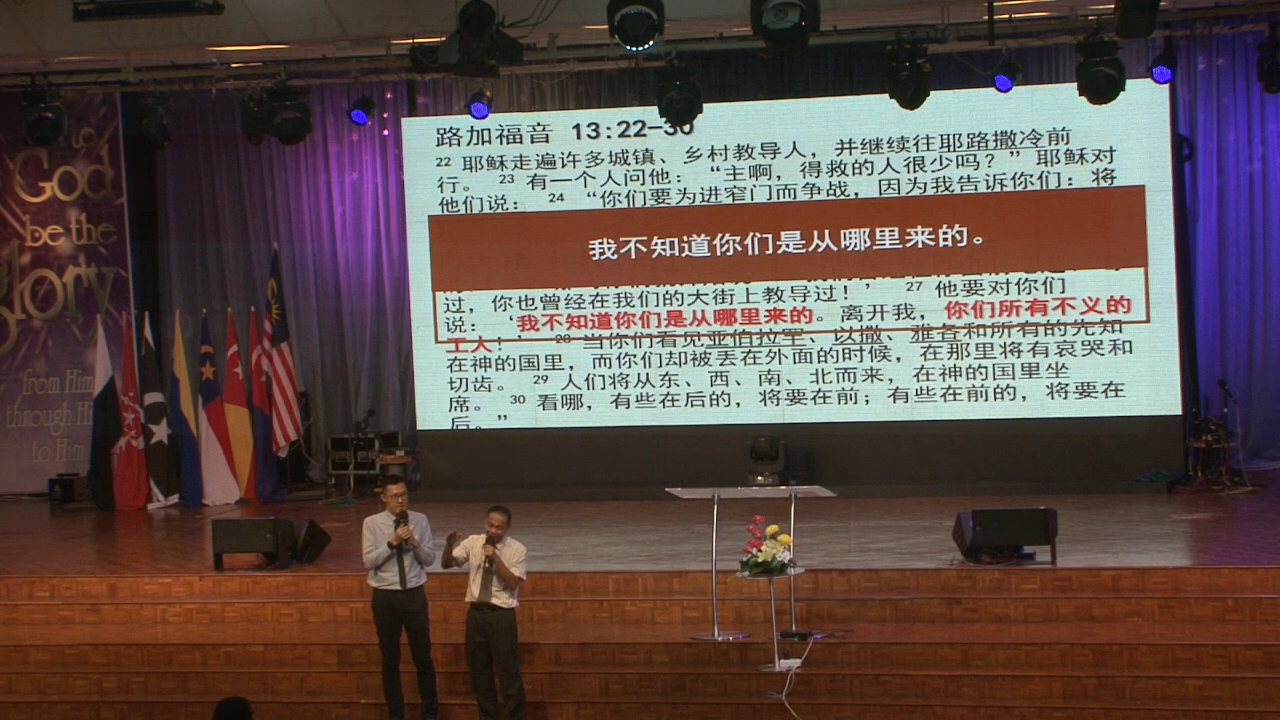 to
God
be the
glory
from Him
through Hi
to Him
路加福音 13:22-30
22 耶稣走遍许多城镇、乡村教导人，并继续往耶路撒冷前
行。 23 有一个人问他：“主啊，得救的人很少吗？” 耶稣对
他们说： 24 “你们要为进窄门而争战，因为我告诉你们：将
我不知道你们是从哪里来的。
过，你也曾经在我们的大街上教导过！’ 27 他要对你们
说：‘我不知道你们是从哪里来的。离开我，你们所有不义的
工人！’ 28 当你们看见亚伯拉罕、以撒、雅各和所有的先知
在神的国里，而你们却被丢在外面的时候，在那里将有哀哭和
切齿。 29 人们将从东、西、南、北而来，在神的国里坐
席。 30 看哪，有些在后的，将要在前；有些在前的，将要在
后。”